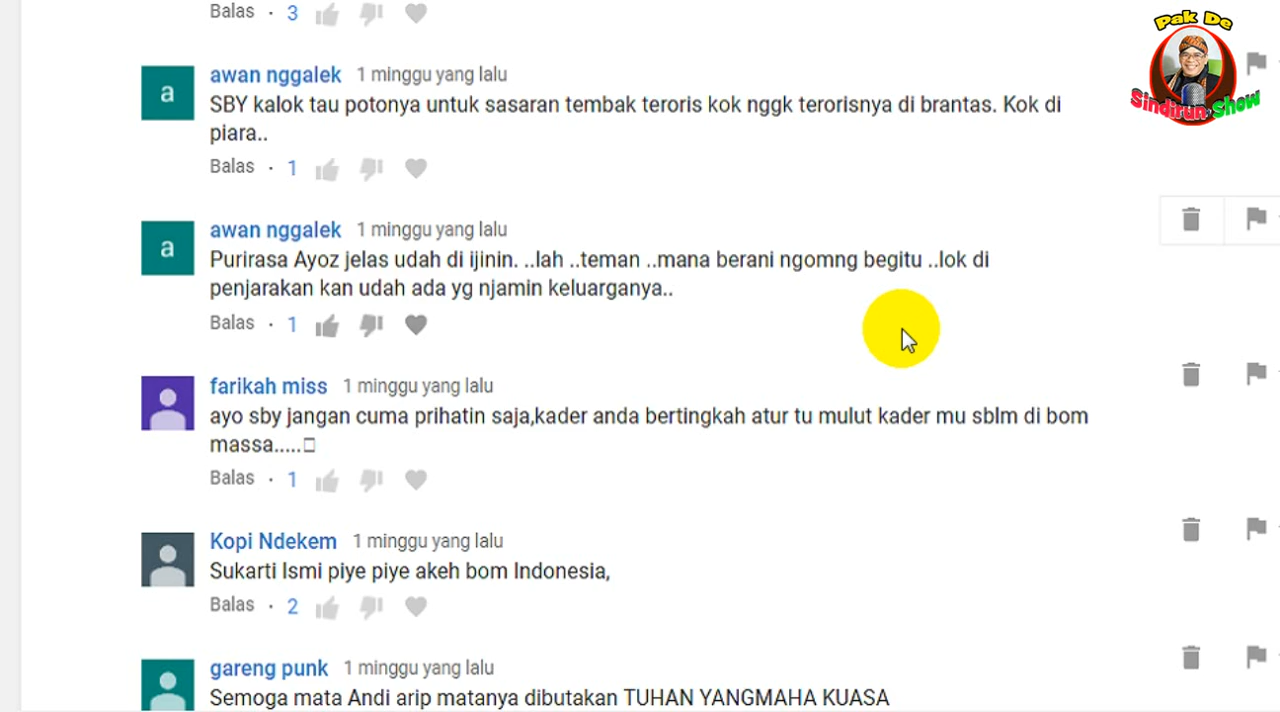 Balas · 3
Pak De
Sindirun Show
a
awan nggalek 1 minggu yang lalu
SBY kalok tau potonya untuk sasaran tembak teroris kok nggk terorisnya di brantas. Kok di
piara..
Balas · 1
a
awan nggalek 1 minggu yang lalu
Purirasa Ayoz jelas udah di ijinin. ..lah ..teman ..mana berani ngomng begitu ..lok di
penjarakan kan udah ada yg njamin keluarganya..
Balas · 1
farikah miss 1 minggu yang lalu
ayo sby jangan cuma prihatin saja,kader anda bertingkah atur tu mulut kader mu sblm di bom
massa.....□
Balas · 1
Kopi Ndekem 1 minggu yang lalu
Sukarti Ismi piye piye akeh bom Indonesia,
Balas · 2
gareng punk 1 minggu yang lalu
Semoga mata Andi arip matanya dibutakan TUHAN YANGMAHA KUASA